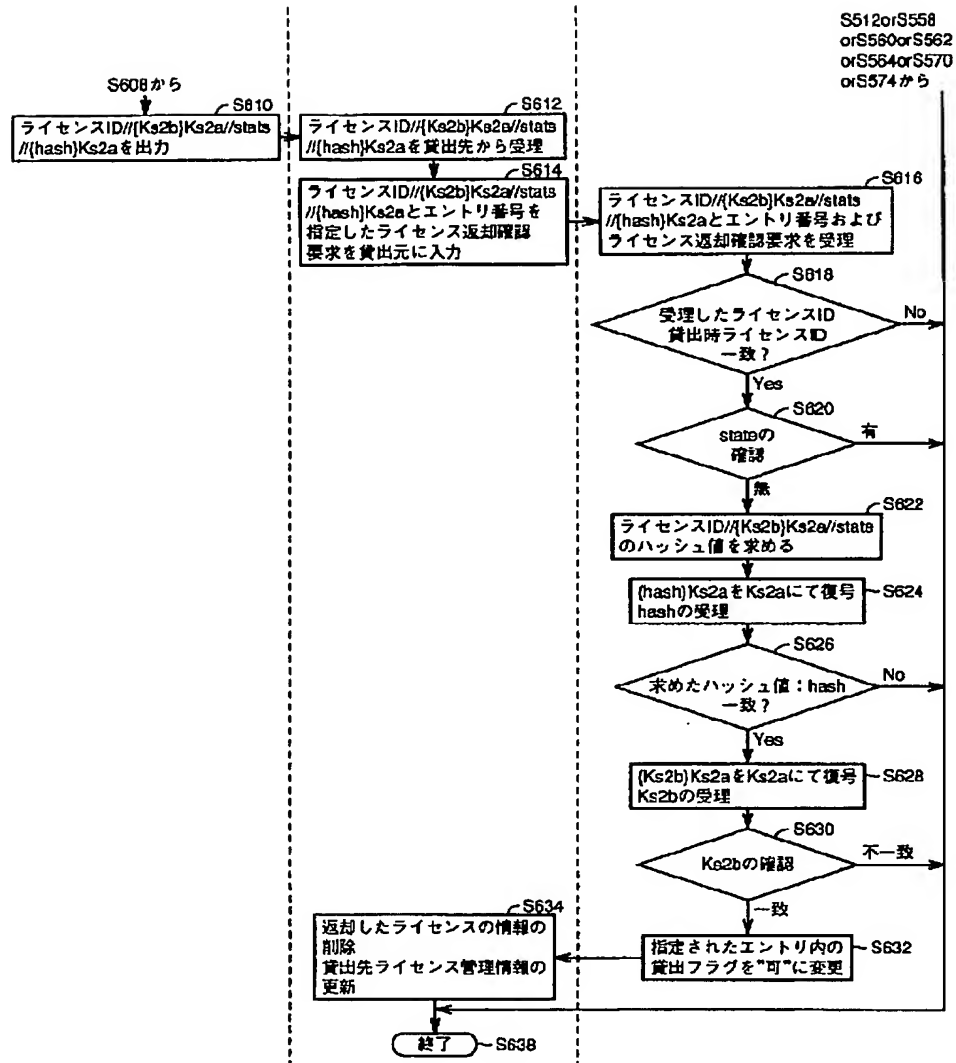 S512orS558
orS560orS562
orS564orS570
orS574から
S608から
S610
ライセンスID//{Ks2b}Ks2a//stats
//{hash}Ks2aを出力
S612
ライセンスID//{Ks2b}Ks2a//stats
//{hash}Ks2aを貸出先から受理
S614
ライセンスID//{Ks2b}Ks2a//stats
//{hash}Ks2aとエントリ番号を
指定したライセンス返却確認
要求を貸出元に入力
S616
ライセンスID//{Ks2b}Ks2a//stats
//{hash}Ks2aとエントリ番号および
ライセンス返却確認要求を受理
S618
受理したライセンスID
貸出時ライセンスID
一致？
No
Yes
S620
stateの
確認
有
無
S622
ライセンスID//{Ks2b}Ks2a//state
のハッシュ値を求める
{hash}Ks2aをKs2aにて復号
hashの受理
S624
S626
求めたハッシュ値：hash
一致？
No
Yes
{Ks2b}Ks2aをKs2aにて復号
Ks2bの受理
S628
S630
Ks2bの確認
不一致
一致
S634
返却したライセンスの情報の
削除
貸出先ライセンス管理情報の
更新
指定されたエントリ内の
貸出フラグを"可"に変更
S632
終了
S638